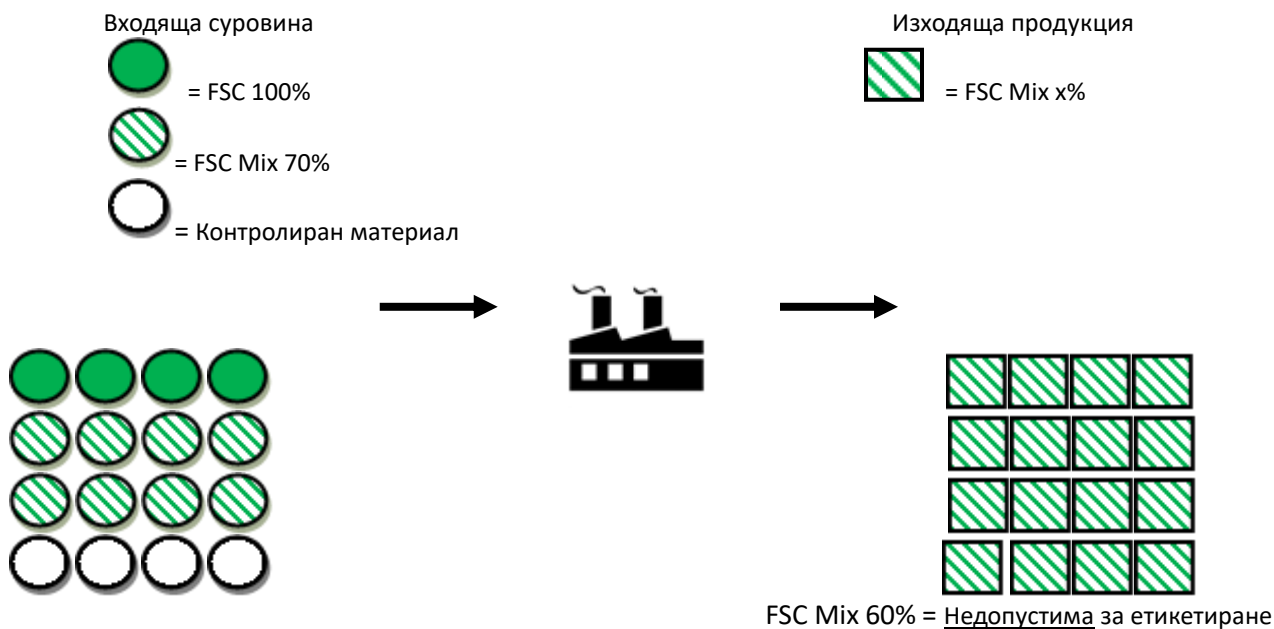 Входяща суровина
Изходяща продукция
= FSC 100%
= FSC Mix x%
= FSC Mix 70%
= Контролиран материал
FSC Mix 60% = Недопустима за етикетиране